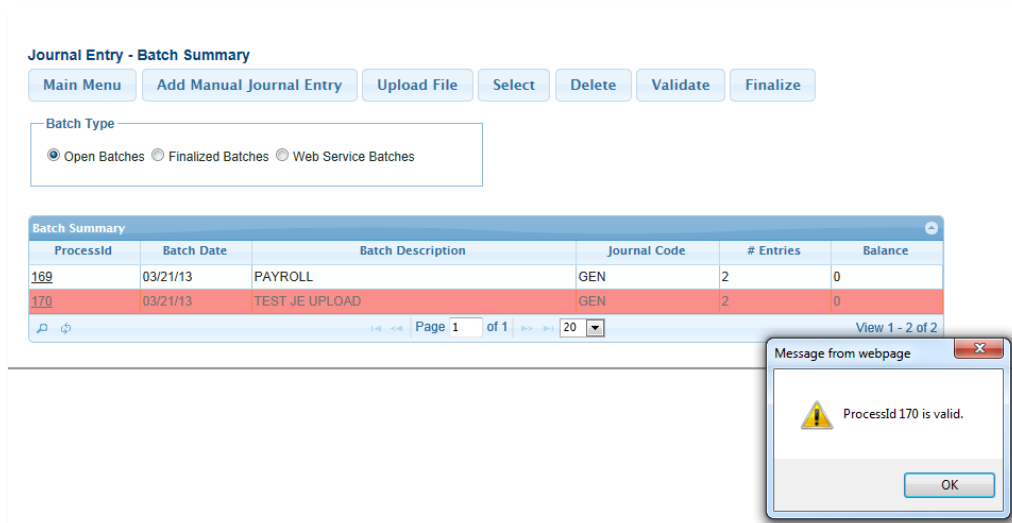 Journal Entry - Batch Summary
Main Menu Add Manual Journal Entry Upload File Select Delete Validate Finalize
Batch Type
Open Batches Finalized Batches Web Service Batches
Batch Summary
ProcessId Batch Date Batch Description Journal Code # Entries Balance
169 03/21/13 PAYROLL GEN 2 0
170 03/21/13 TEST JE UPLOAD GEN 2 0
Page 1 of 1 20 View 1 - 2 of 2
Message from webpage
ProcessId 170 is valid.
OK